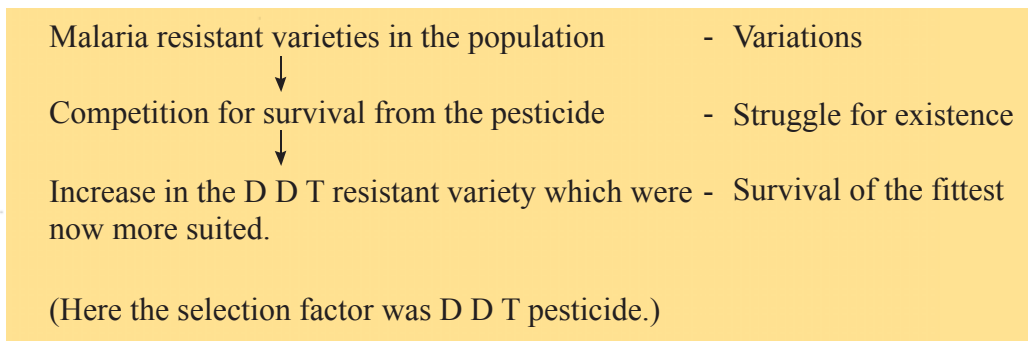 Malaria resistant varieties in the population - Variations
Competition for survival from the pesticide - Struggle for existence
Increase in the D D T resistant variety which were - Survival of the fittest
now more suited.
(Here the selection factor was D D T pesticide.)